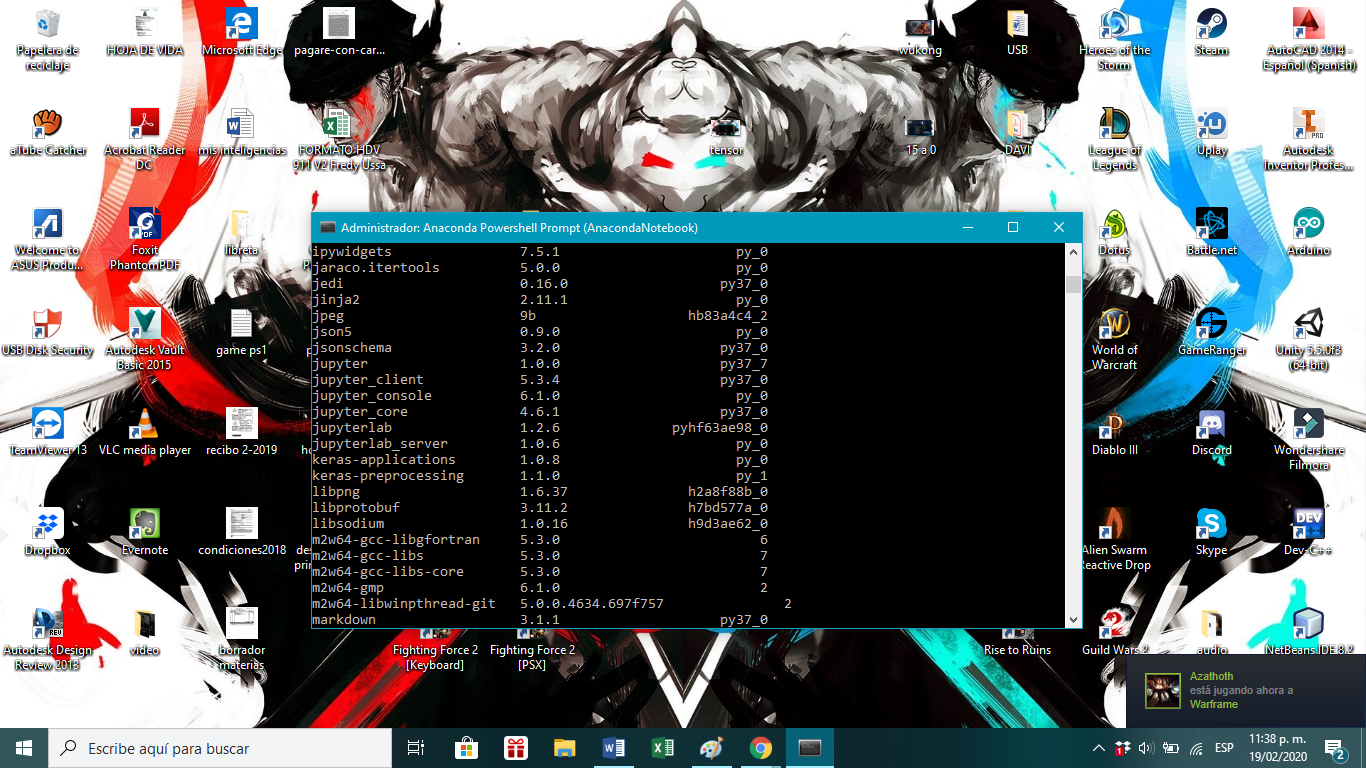 Papelera de
reciclaje
HOJA DE VIDA
Microsoft Edge
pagare-con-car...
wukong
USB
Heroes of the
Storm
Steam
AutoCAD 2014 -
Español (Spanish)
aTube Catcher
Acrobat Reader
DC
mis inteligencias
FORMATO HDV
911 V2 Fredy Ussa
tensor
15 a 0
DAVI
League of
Legends
Uplay
Autodesk
Inventor Profes...
Welcome to
ASUS Produ...
Foxit
PhantomPDF
libreta
Dofus
Battle.net
Arduino
USB Disk Security
Autodesk Vault
Basic 2015
game ps1
World of
Warcraft
GameRanger
Unity 5.5.0f3
(64-bit)
TeamViewer 13
VLC media player
recibo 2-2019
Diablo III
Discord
Wondershare
Filmora
Dropbox
Evernote
condiciones2018
Alien Swarm
Reactive Drop
Skype
Dev-C++
Autodesk Design
Review 2013
video
borrador
materias
Fighting Force 2
[Keyboard]
Fighting Force 2
[PSX]
Rise to Ruins
Guild Wars 2
audio
NetBeans IDE 8.2
Administrador: Anaconda Powershell Prompt (AnacondaNotebook)
ipywidgets 7.5.1 py_0
jaraco.itertools 5.0.0 py_0
jedi 0.16.0 py37_0
jinja2 2.11.1 py_0
jpeg 9b hb83a4c4_2
json5 0.9.0 py_0
jsonschema 3.2.0 py37_0
jupyter 1.0.0 py37_7
jupyter_client 5.3.4 py37_0
jupyter_console 6.1.0 py_0
jupyter_core 4.6.1 py37_0
jupyterlab 1.2.6 pyhf63ae98_0
jupyterlab_server 1.0.6 py_0
keras-applications 1.0.8 py_0
keras-preprocessing 1.1.0 py_1
libpng 1.6.37 h2a8f88b_0
libprotobuf 3.11.2 h7bd577a_0
libsodium 1.0.16 h9d3ae62_0
m2w64-gcc-libgfortran 5.3.0 6
m2w64-gcc-libs 5.3.0 7
m2w64-gcc-libs-core 5.3.0 7
m2w64-gmp 6.1.0 2
m2w64-libwinpthread-git 5.0.0.4634.697f757 2
markdown 3.1.1 py37_0
Azathoth
está jugando ahora a
Warframe
Escribe aquí para buscar
ESP
11:38 p. m.
19/02/2020
2